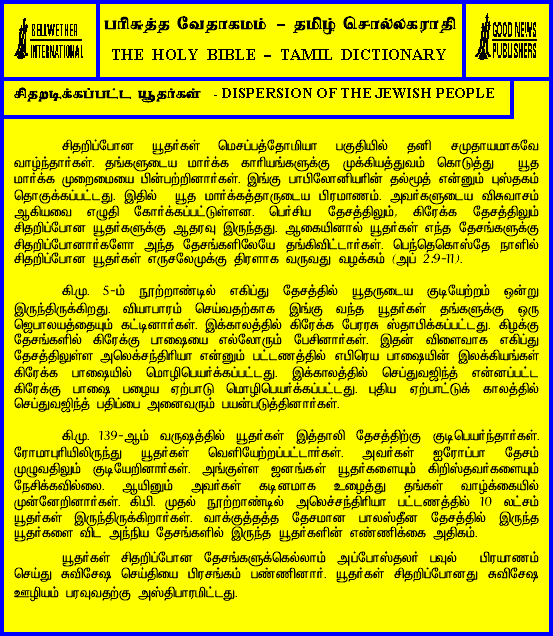 BELLWETHER
INTERNATIONAL
பரிசுத்த வேதாகமம் – தமிழ் சொல்லகராதி
THE HOLY BIBLE – TAMIL DICTIONARY
GOOD NEWS
PUBLISHERS
சிதறடிக்கப்பட்ட யூதர்கள் - DISPERSION OF THE JEWISH PEOPLE
சிதறிப்போன யூதர்கள் மெசப்பத்தோமியா பகுதியில் தனி சமுதாயமாகவே
வாழ்ந்தார்கள். தங்களுடைய மார்க்க காரியங்களுக்கு முக்கியத்துவம் கொடுத்து யூத
மார்க்க முறைமையை பின்பற்றினார்கள். இங்கு பாபிலோனியரின் தல்மூத் என்னும் புஸ்தகம்
தொகுக்கப்பட்டது. இதில் யூத மார்க்கத்தாருடைய பிரமாணம். அவர்களுடைய விசுவாசம்
ஆகியவை எழுதி கோர்க்கப்பட்டுள்ளன. பெர்சிய தேசத்திலும், கிரேக்க தேசத்திலும்
சிதறிப்போன யூதர்களுக்கு ஆதரவு இருந்தது. ஆகையினால் யூதர்கள் எந்த தேசங்களுக்கு
சிதறிப்போனார்களோ அந்த தேசங்களிலேயே தங்கிவிட்டார்கள். பெந்தெகொஸ்தே நாளில்
சிதறிப்போன யூதர்கள் எருசலேமுக்கு திரளாக வருவது வழக்கம் (அப் 2:9-11).
கி.மு. 5-ம் நூற்றாண்டில் எகிப்து தேசத்தில் யூதருடைய குடியேற்றம் ஒன்று
இருந்திருக்கிறது. வியாபாரம் செய்வதற்காக இங்கு வந்த யூதர்கள் தங்களுக்கு ஒரு
ஜெபாலயத்தையும் கட்டினார்கள். இக்காலத்தில் கிரேக்க பேரரசு ஸ்தாபிக்கப்பட்டது. கிழக்கு
தேசங்களில் கிரேக்கு பாஷையை எல்லோரும் பேசினார்கள். இதன் விளைவாக எகிப்து
தேசத்திலுள்ள அலெக்சந்திரியா என்னும் பட்டணத்தில் எபிரெய பாஷையின் இலக்கியங்கள்
கிரேக்க பாஷையில் மொழிபெயர்க்கப்பட்டது. இக்காலத்தில் செப்துவஜிந்த் என்னப்பட்ட
கிரேக்கு பாஷை பழைய ஏற்பாடு மொழிபெயர்க்கப்பட்டது. புதிய ஏற்பாட்டுக் காலத்தில்
செப்துவஜிந்த் பதிப்பை அனைவரும் பயன்படுத்தினார்கள்.
கி.மு. 139-ஆம் வருஷத்தில் யூதர்கள் இத்தாலி தேசத்திற்கு குடிபெயர்ந்தார்கள்.
ரோமாபுரியிலிருந்து யூதர்கள் வெளியேற்றப்பட்டார்கள். அவர்கள் ஐரோப்பா தேசம்
முழுவதிலும் குடியேறினார்கள். அங்குள்ள ஜனங்கள் யூதர்களையும் கிறிஸ்தவர்களையும்
நேசிக்கவில்லை. ஆயினும் அவர்கள் கடினமாக உழைத்து தங்கள் வாழ்க்கையில்
முன்னேறினார்கள். கி.பி. முதல் நூற்றாண்டில் அலெச்சந்திரியா பட்டணத்தில் 10 லட்சம்
யூதர்கள் இருந்திருக்கிறார்கள். வாக்குத்தத்த தேசமான பாலஸ்தீன தேசத்தில் இருந்த
யூதர்களை விட அந்நிய தேசங்களில் இருந்த யூதர்களின் எண்ணிக்கை அதிகம்.
யூதர்கள் சிதறிப்போன தேசங்களுக்கெல்லாம் அப்போஸ்தலர் பவுல் பிரயாணம்
செய்து சுவிசேஷ செய்தியை பிரசங்கம் பண்ணினார். யூதர்கள் சிதறிப்போனது சுவிசேஷ
ஊழியம் பரவுவதற்கு அஸ்திபாரமிட்டது.